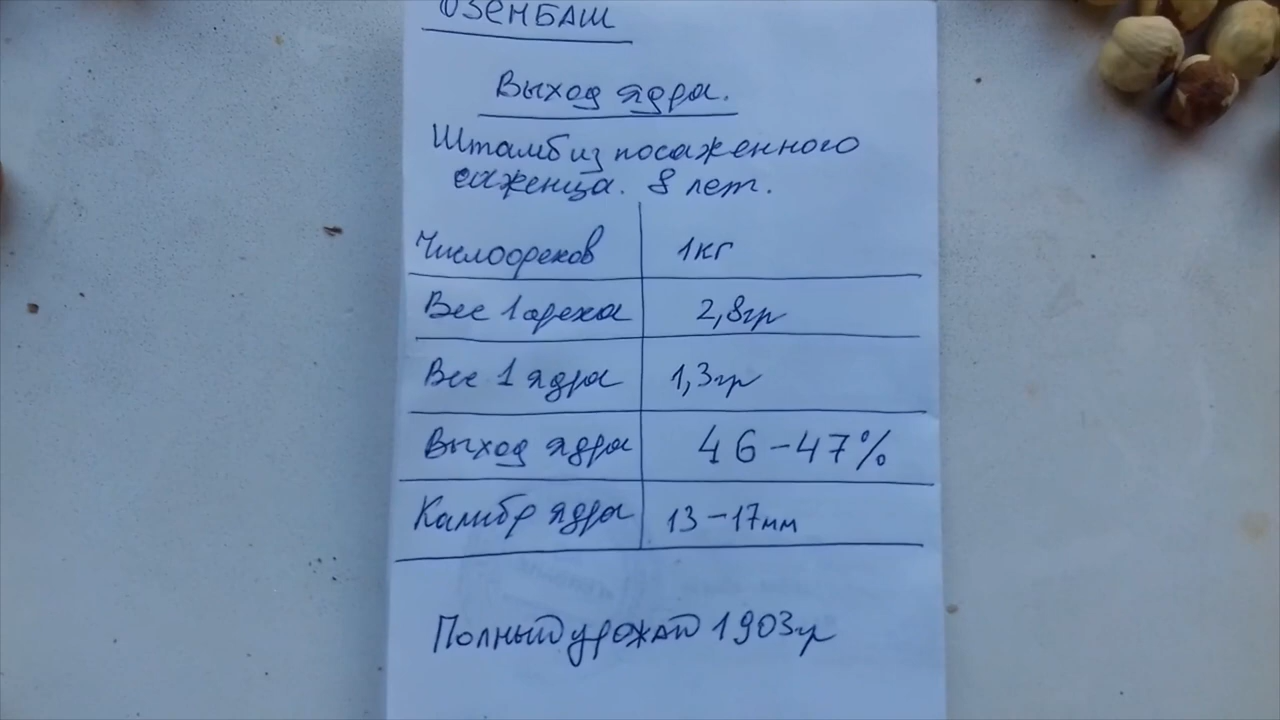 ОЗЕНБАШ
Выход ядра.
Штамб из посаженного
саженца. 8 лет.
Число орехов 1кг
Вес 1 ореха 2,8гр
Вес 1 ядра 1,3гр
Выход ядра 46-47%
Калибр ядра 13-17мм
Полный урожай 1903гр